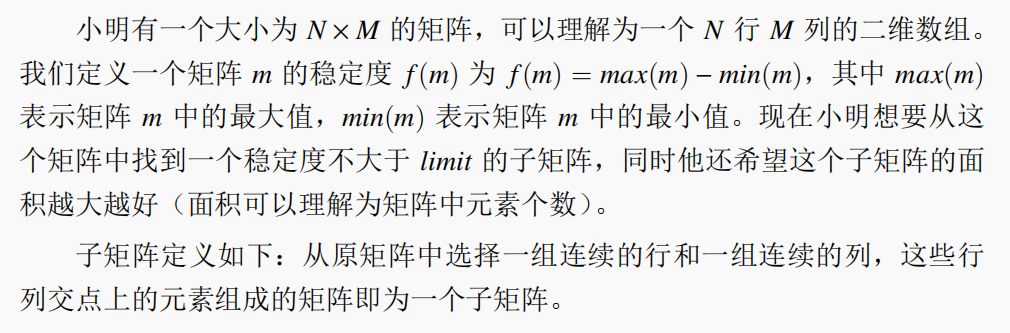 小明有一个大小为 N × M 的矩阵，可以理解为一个 N 行 M 列的二维数组。
我们定义一个矩阵 m 的稳定度 f(m) 为 f(m) = max(m) − min(m)，其中 max(m)
表示矩阵 m 中的最大值，min(m) 表示矩阵 m 中的最小值。现在小明想要从这
个矩阵中找到一个稳定度不大于 limit 的子矩阵，同时他还希望这个子矩阵的面
积越大越好（面积可以理解为矩阵中元素个数）。
子矩阵定义如下：从原矩阵中选择一组连续的行和一组连续的列，这些行
列交点上的元素组成的矩阵即为一个子矩阵。